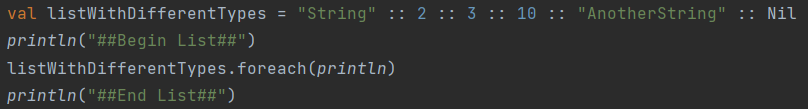 val listWithDifferentTypes = "String" :: 2 :: 3 :: 10 :: "AnotherString" :: Nil
println("##Begin List##")
listWithDifferentTypes.foreach(println)
println("##End List##")